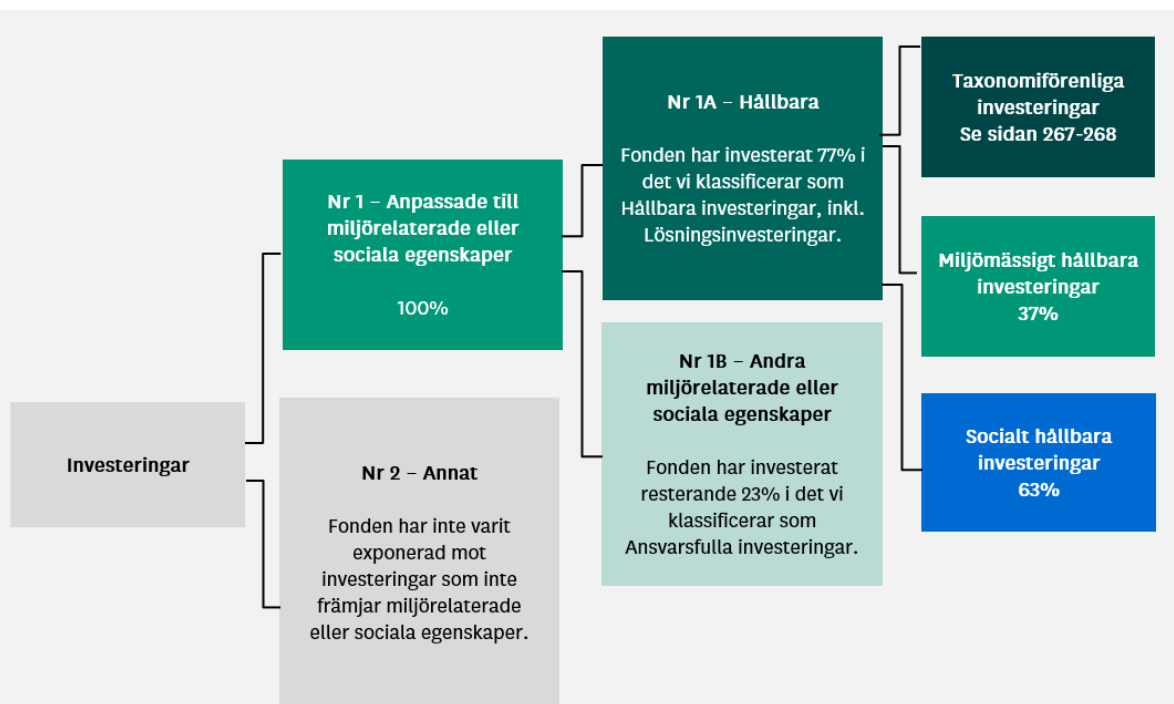 Investeringar
Nr 1 – Anpassade till
miljörelaterade eller
sociala egenskaper
100%
Nr 2 – Annat
Fonden har inte varit
exponerad mot
investeringar som inte
främjar miljörelaterade
eller sociala egenskaper.
Nr 1A – Hållbara
Fonden har investerat 77% i
det vi klassificerar som
Hållbara investeringar, inkl.
Lösningsinvesteringar.
Nr 1B – Andra
miljörelaterade eller
sociala egenskaper
Fonden har investerat
resterande 23% i det vi
klassificerar som
Ansvarsfulla investeringar.
Taxonomiförenliga
investeringar
Se sidan 267-268
Miljömässigt hållbara
investeringar
37%
Socialt hållbara
investeringar
63%